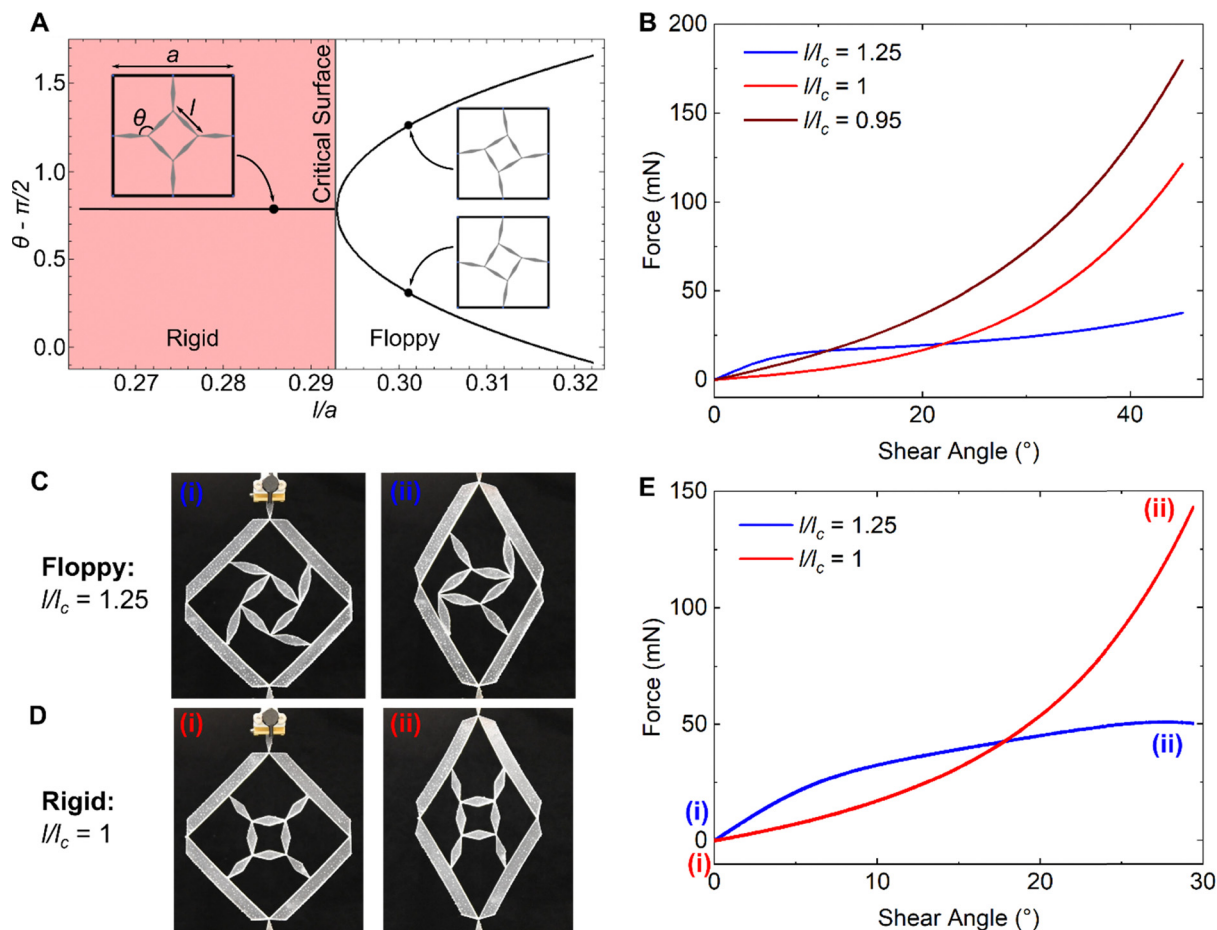 A
a
θ
l
Critical Surface
Rigid
Floppy
θ - π/2
1.5
1.0
0.5
0.0
0.27
0.28
0.29
0.30
0.31
0.32
l/a
B
l/lc = 1.25
l/lc = 1
l/lc = 0.95
Force (mN)
200
150
100
50
0
0
20
40
Shear Angle (°)
C
Floppy:
l/lc = 1.25
(i)
(ii)
D
Rigid:
l/lc = 1
(i)
(ii)
E
l/lc = 1.25
l/lc = 1
(ii)
(ii)
(i)
(i)
Force (mN)
150
100
50
0
0
10
20
30
Shear Angle (°)